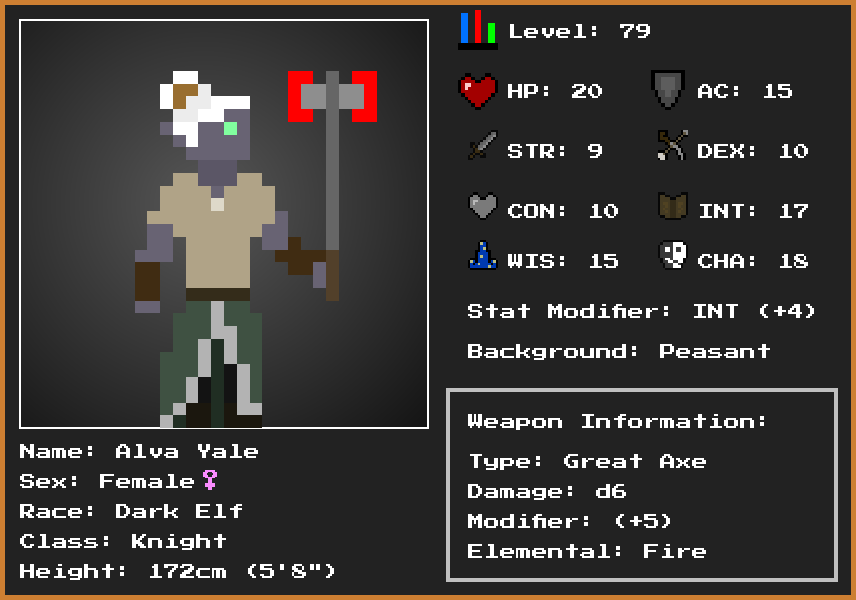 Level: 79
HP: 20
AC: 15
STR: 9
DEX: 10
CON: 10
INT: 17
WIS: 15
CHA: 18
Stat Modifier: INT (+4)
Background: Peasant
Weapon Information:
Type: Great Axe
Damage: d6
Modifier: (+5)
Elemental: Fire
Name: Alva Yale
Sex: Female♀
Race: Dark Elf
Class: Knight
Height: 172cm (5'8")